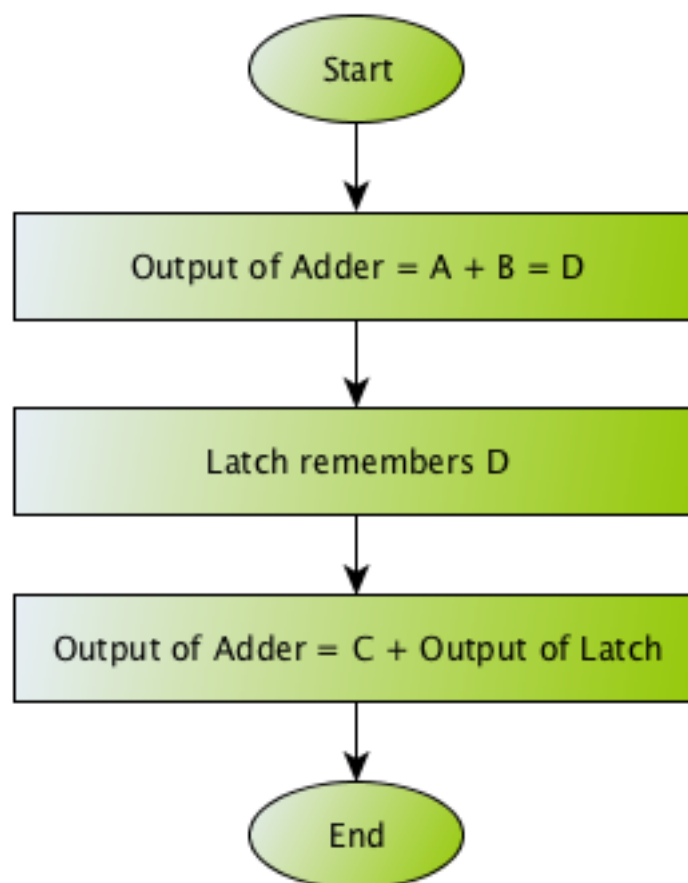 Start
Output of Adder = A + B = D
Latch remembers D
Output of Adder = C + Output of Latch
End